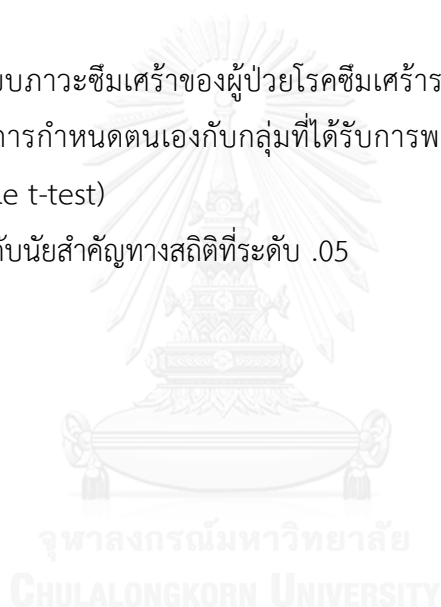 บภาวะซึมเศร้าของผู้ป่วยโรคซึมเศร้าร
การกำหนดตนเองกับกลุ่มที่ได้รับการพ
le t-test)
ับนัยสำคัญทางสถิติที่ระดับ .05
จุฬาลงกรณ์มหาวิทยาลัย
CHULALONGKORN UNIVERSITY